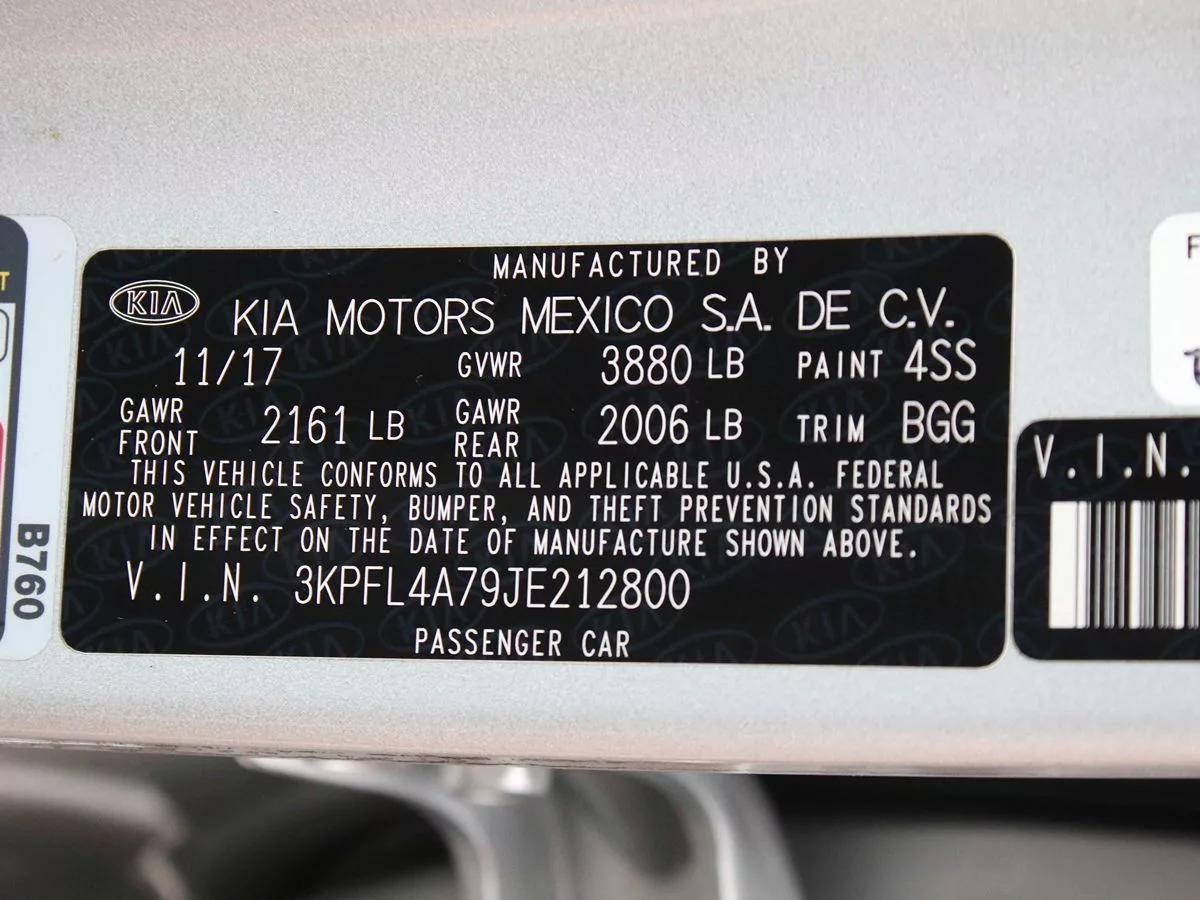 MANUFACTURED BY
KIA
KIA MOTORS MEXICO S.A. DE C.V.
11/17 GVWR 3880 LB PAINT 4SS
GAWR FRONT 2161 LB GAWR REAR 2006 LB TRIM BGG
THIS VEHICLE CONFORMS TO ALL APPLICABLE U.S.A. FEDERAL
MOTOR VEHICLE SAFETY, BUMPER, AND THEFT PREVENTION STANDARDS
IN EFFECT ON THE DATE OF MANUFACTURE SHOWN ABOVE.
V.I.N. 3KPFL4A79JE212800
PASSENGER CAR
B760
V.I.N.